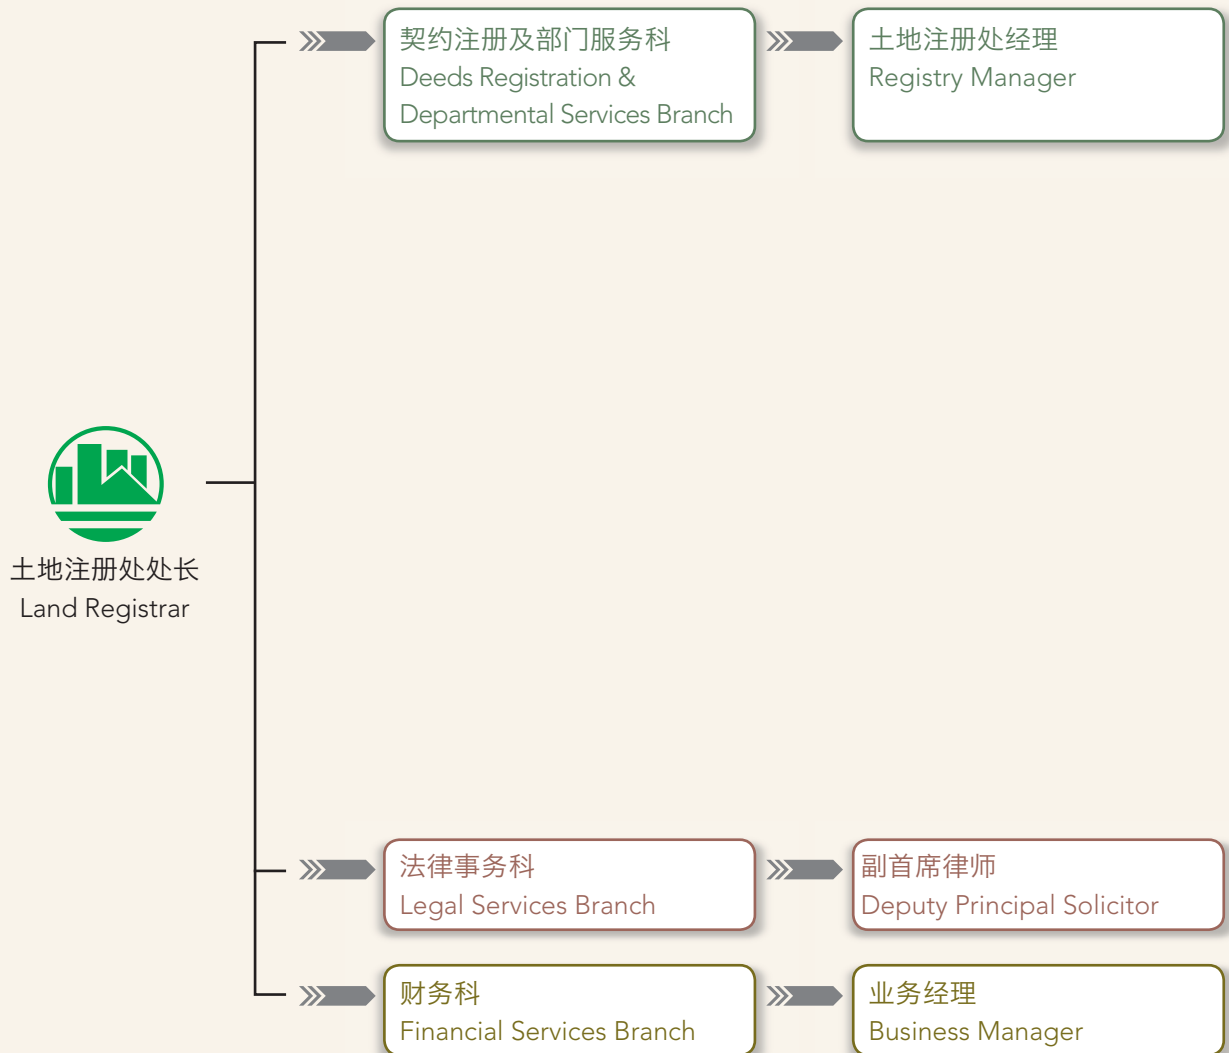 契约注册及部门服务科
Deeds Registration &
Departmental Services Branch
土地注册处经理
Registry Manager
土地注册处处长
Land Registrar
法律事务科
Legal Services Branch
副首席律师
Deputy Principal Solicitor
财务科
Financial Services Branch
业务经理
Business Manager